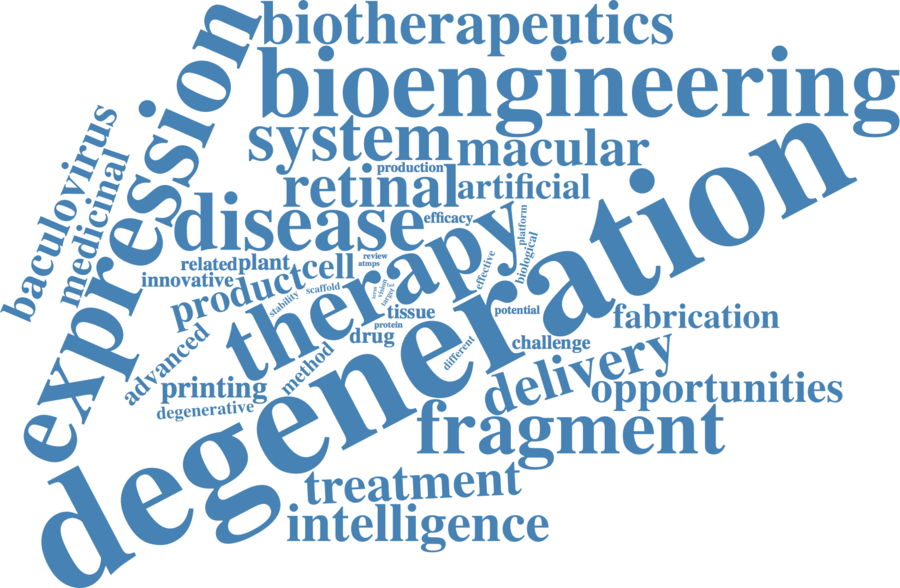 biotherapeutics
bioengineering
expression
system
macular
production
retinal
artificial
baculovirus
medicinal
disease
efficacy
platform
therapy
degeneration
biological
effective
related
plant
cell
review
atmps
innovative
product
scaffold
stability
vision
target
tissue
protein
drug
potential
fabrication
advanced
method
different
challenge
printing
degenerative
delivery
opportunities
fragment
treatment
intelligence